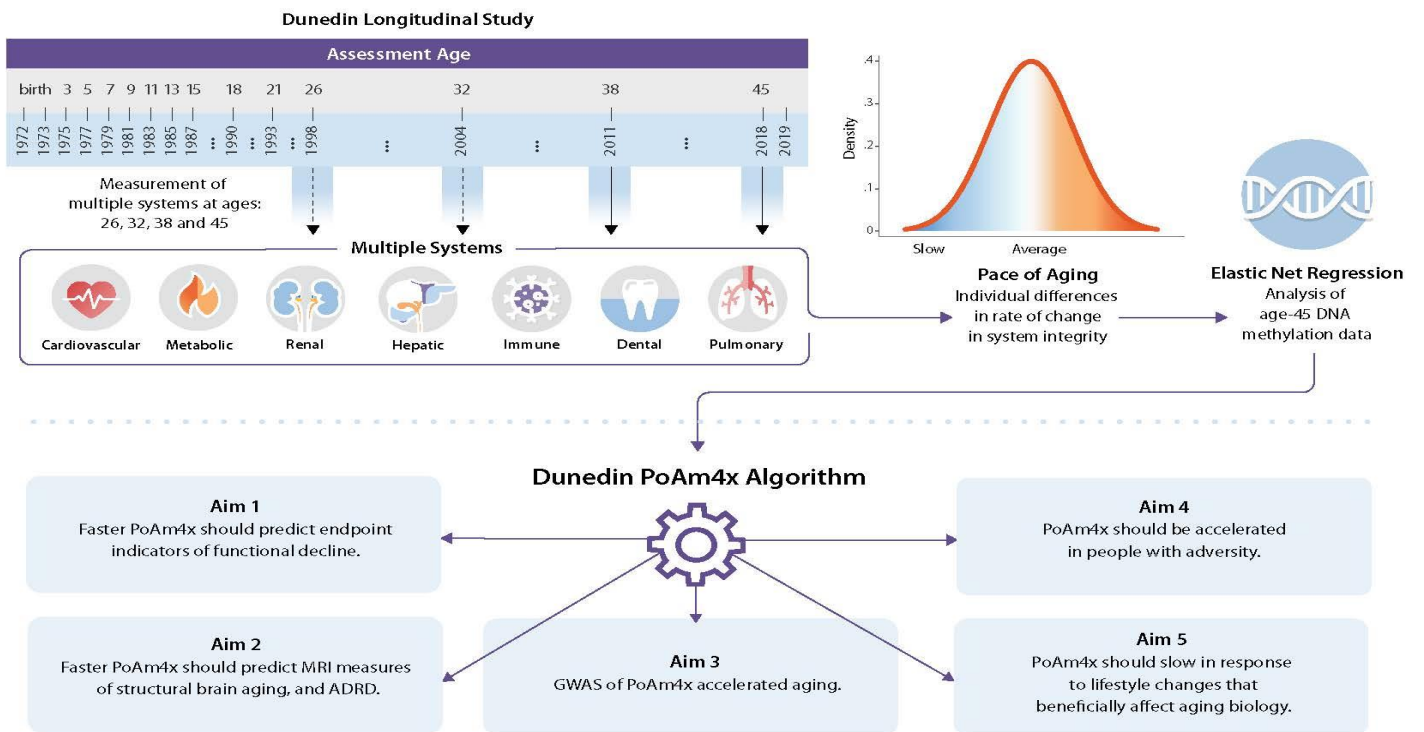 Dunedin Longitudinal Study
Assessment Age
birth 3 5 7 9 11 13 15 18 21 26 32 38 45
1972 1973 1975 1977 1979 1981 1983 1985 1987 ... 1990 ... 1993 ... 1998 ... 2004 ... 2011 ... 2018 2019
Measurement of
multiple systems at ages:
26, 32, 38 and 45
Multiple Systems
Cardiovascular Metabolic Renal Hepatic Immune Dental Pulmonary
Density
.4
.3
.2
.1
0
Slow Average
Pace of Aging
Individual differences
in rate of change
in system integrity
Elastic Net Regression
Analysis of
age-45 DNA
methylation data
Dunedin PoAm4x Algorithm
Aim 1
Faster PoAm4x should predict endpoint
indicators of functional decline.
Aim 2
Faster PoAm4x should predict MRI measures
of structural brain aging, and ADRD.
Aim 3
GWAS of PoAm4x accelerated aging.
Aim 4
PoAm4x should be accelerated
in people with adversity.
Aim 5
PoAm4x should slow in response
to lifestyle changes that
beneficially affect aging biology.